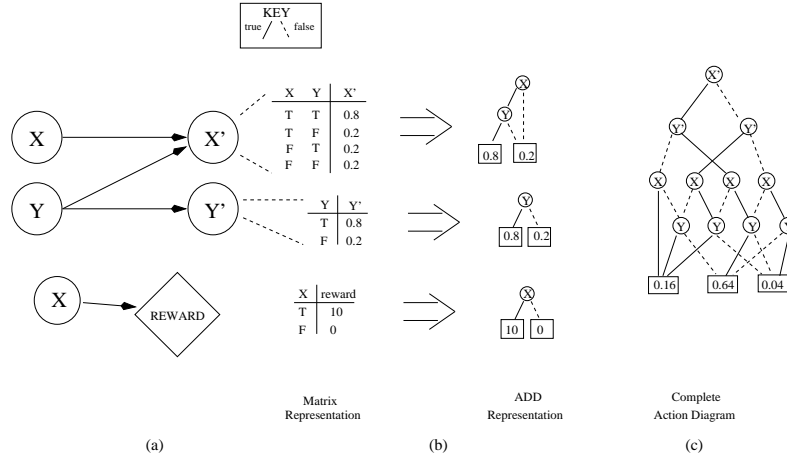 KEY
true false
X Y X'
T T 0.8
T F 0.2
F T 0.2
F F 0.2
X
X'
Y
Y'
Y Y'
T 0.8
F 0.2
X
REWARD
X reward
T 10
F 0
X
Y
0.8 0.2
Y
0.8 0.2
X
10 0
X'
Y' Y'
X X X X
Y Y Y Y
0.16 0.64 0.04
Matrix
Representation
ADD
Representation
Complete
Action Diagram
(a) (b) (c)